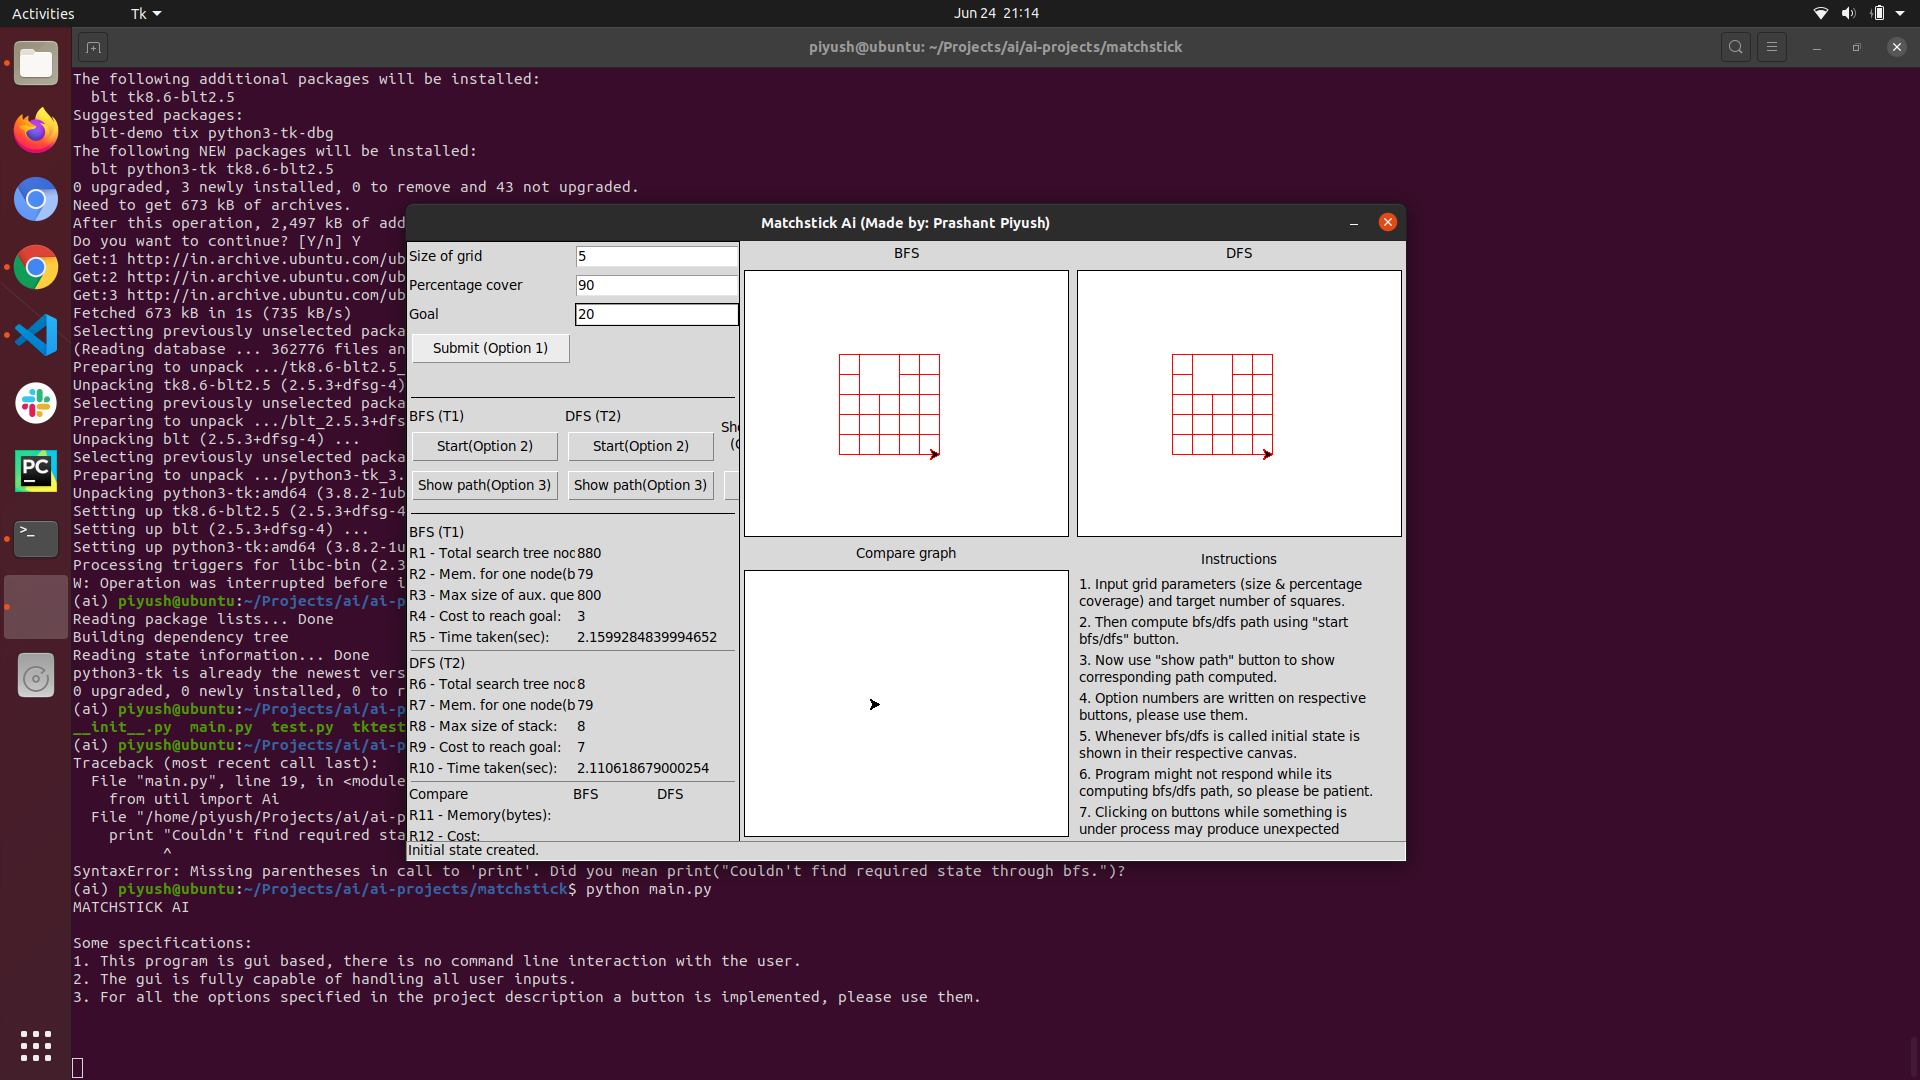 Activities
Tk
Jun 24 21:14
piyush@ubuntu: ~/Projects/ai/ai-projects/matchstick
The following additional packages will be installed:
blt tk8.6-blt2.5
Suggested packages:
blt-demo tix python3-tk-dbg
The following NEW packages will be installed:
blt python3-tk tk8.6-blt2.5
0 upgraded, 3 newly installed, 0 to remove and 43 not upgraded.
Need to get 673 kB of archives.
After this operation, 2,497 kB of add
Do you want to continue? [Y/n] Y
Get:1 http://in.archive.ubuntu.com/ub
Get:2 http://in.archive.ubuntu.com/ub
Get:3 http://in.archive.ubuntu.com/ub
Fetched 673 kB in 1s (735 kB/s)
Selecting previously unselected packa
(Reading database ... 362776 files an
Preparing to unpack .../tk8.6-blt2.5_
Unpacking tk8.6-blt2.5 (2.5.3+dfsg-4)
Selecting previously unselected packa
Preparing to unpack .../blt_2.5.3+dfs
Unpacking blt (2.5.3+dfsg-4) ...
Selecting previously unselected packa
Preparing to unpack .../python3-tk_3.
Unpacking python3-tk:amd64 (3.8.2-1ub
Setting up tk8.6-blt2.5 (2.5.3+dfsg-4
Setting up blt (2.5.3+dfsg-4) ...
Setting up python3-tk:amd64 (3.8.2-1u
Processing triggers for libc-bin (2.3
W: Operation was interrupted before i
(ai) piyush@ubuntu:~/Projects/ai/ai-p
Reading package lists... Done
Building dependency tree
Reading state information... Done
python3-tk is already the newest vers
0 upgraded, 0 newly installed, 0 to r
(ai) piyush@ubuntu:~/Projects/ai/ai-p
__init__.py main.py test.py tktest
(ai) piyush@ubuntu:~/Projects/ai/ai-p
Traceback (most recent call last):
File "main.py", line 19, in <module
from util import Ai
File "/home/piyush/Projects/ai/ai-p
print "Couldn't find required sta
^
SyntaxError: Missing parentheses in call to 'print'. Did you mean print("Couldn't find required state through bfs.")?
(ai) piyush@ubuntu:~/Projects/ai/ai-projects/matchstick$ python main.py
MATCHSTICK AI
Some specifications:
1. This program is gui based, there is no command line interaction with the user.
2. The gui is fully capable of handling all user inputs.
3. For all the options specified in the project description a button is implemented, please use them.
PC
Matchstick Ai (Made by: Prashant Piyush)
Size of grid 5
Percentage cover 90
Goal 20
Submit (Option 1)
BFS (T1) DFS (T2)
Start(Option 2) Start(Option 2)
Show path(Option 3) Show path(Option 3)
BFS (T1)
R1 - Total search tree noc 880
R2 - Mem. for one node(b 79
R3 - Max size of aux. que 800
R4 - Cost to reach goal: 3
R5 - Time taken(sec): 2.1599284839994652
DFS (T2)
R6 - Total search tree noc 8
R7 - Mem. for one node(b 79
R8 - Max size of stack: 8
R9 - Cost to reach goal: 7
R10 - Time taken(sec): 2.110618679000254
Compare BFS DFS
R11 - Memory(bytes):
R12 - Cost:
Initial state created.
BFS
DFS
Compare graph
Instructions
1. Input grid parameters (size & percentage
coverage) and target number of squares.
2. Then compute bfs/dfs path using "start
bfs/dfs" button.
3. Now use "show path" button to show
corresponding path computed.
4. Option numbers are written on respective
buttons, please use them.
5. Whenever bfs/dfs is called initial state is
shown in their respective canvas.
6. Program might not respond while its
computing bfs/dfs path, so please be patient.
7. Clicking on buttons while something is
under process may produce unexpected